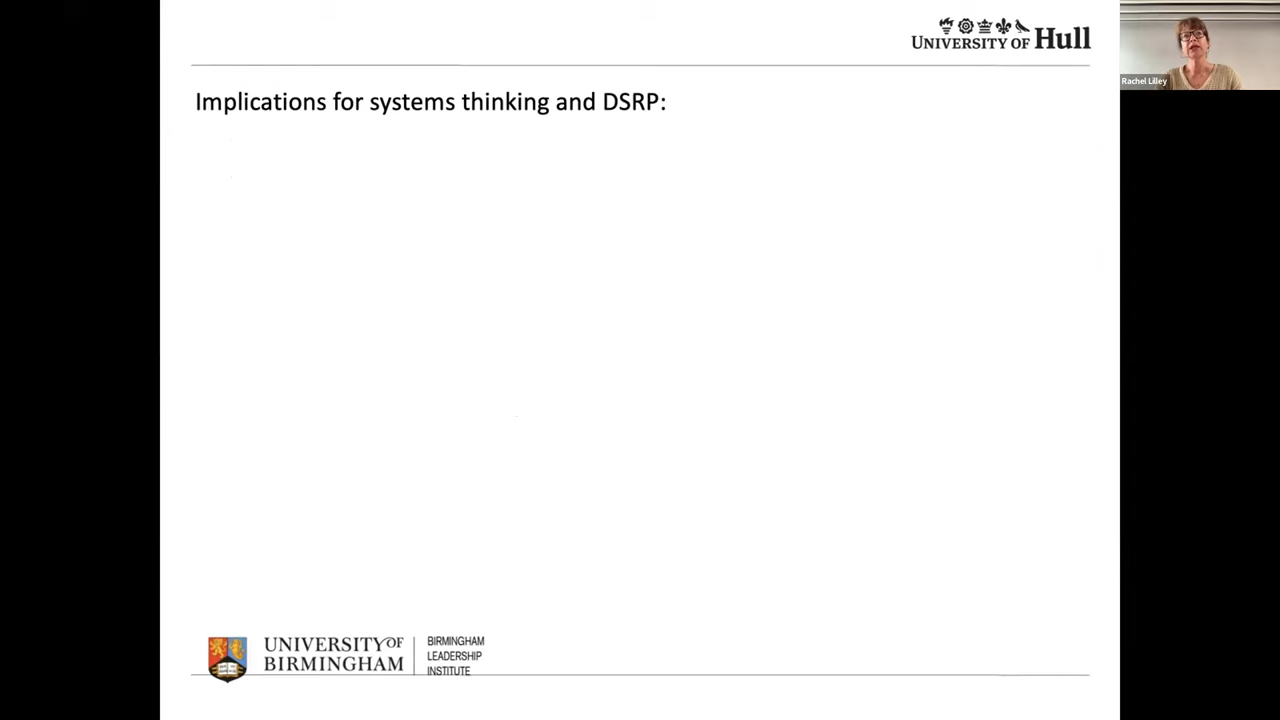 UNIVERSITY OF Hull
Rachel Lilley
Implications for systems thinking and DSRP:
UNIVERSITY OF
BIRMINGHAM
BIRMINGHAM
LEADERSHIP
INSTITUTE